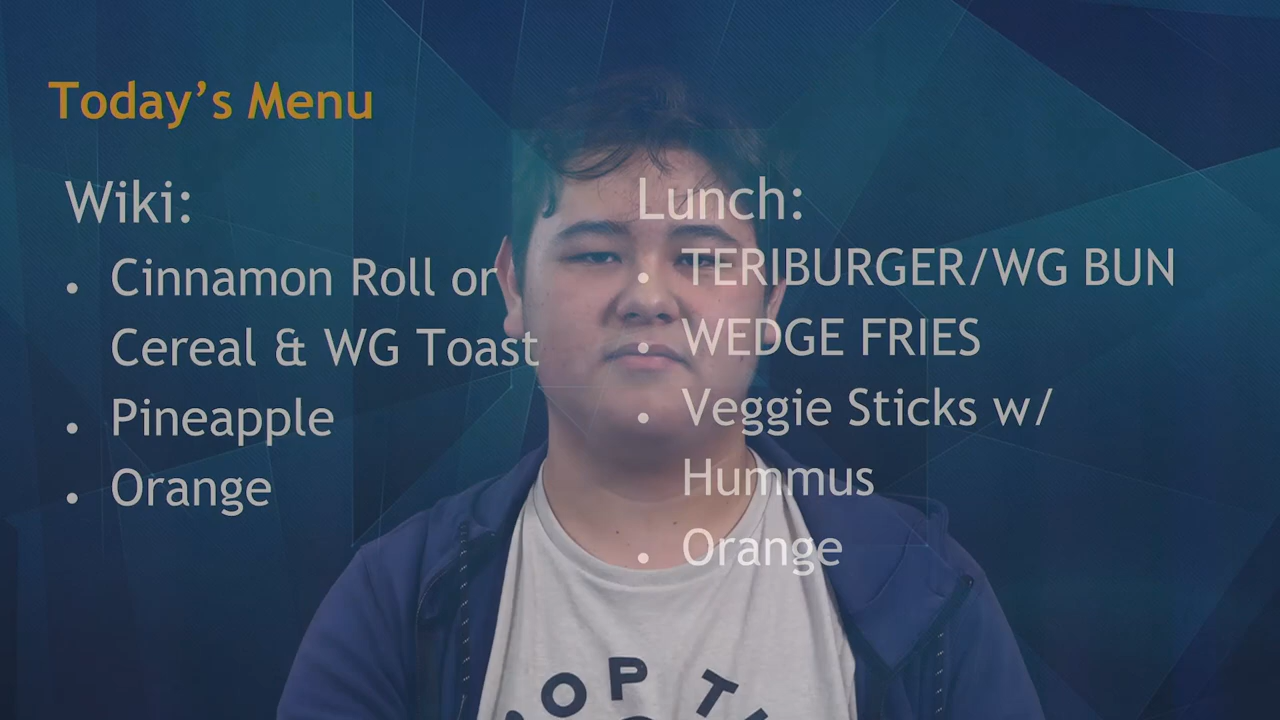 Today’s Menu
Wiki:
• Cinnamon Roll or
Cereal & WG Toast
• Pineapple
• Orange
Lunch:
• TERIBURGER/WG BUN
• WEDGE FRIES
• Veggie Sticks w/
Hummus
• Orange
OP